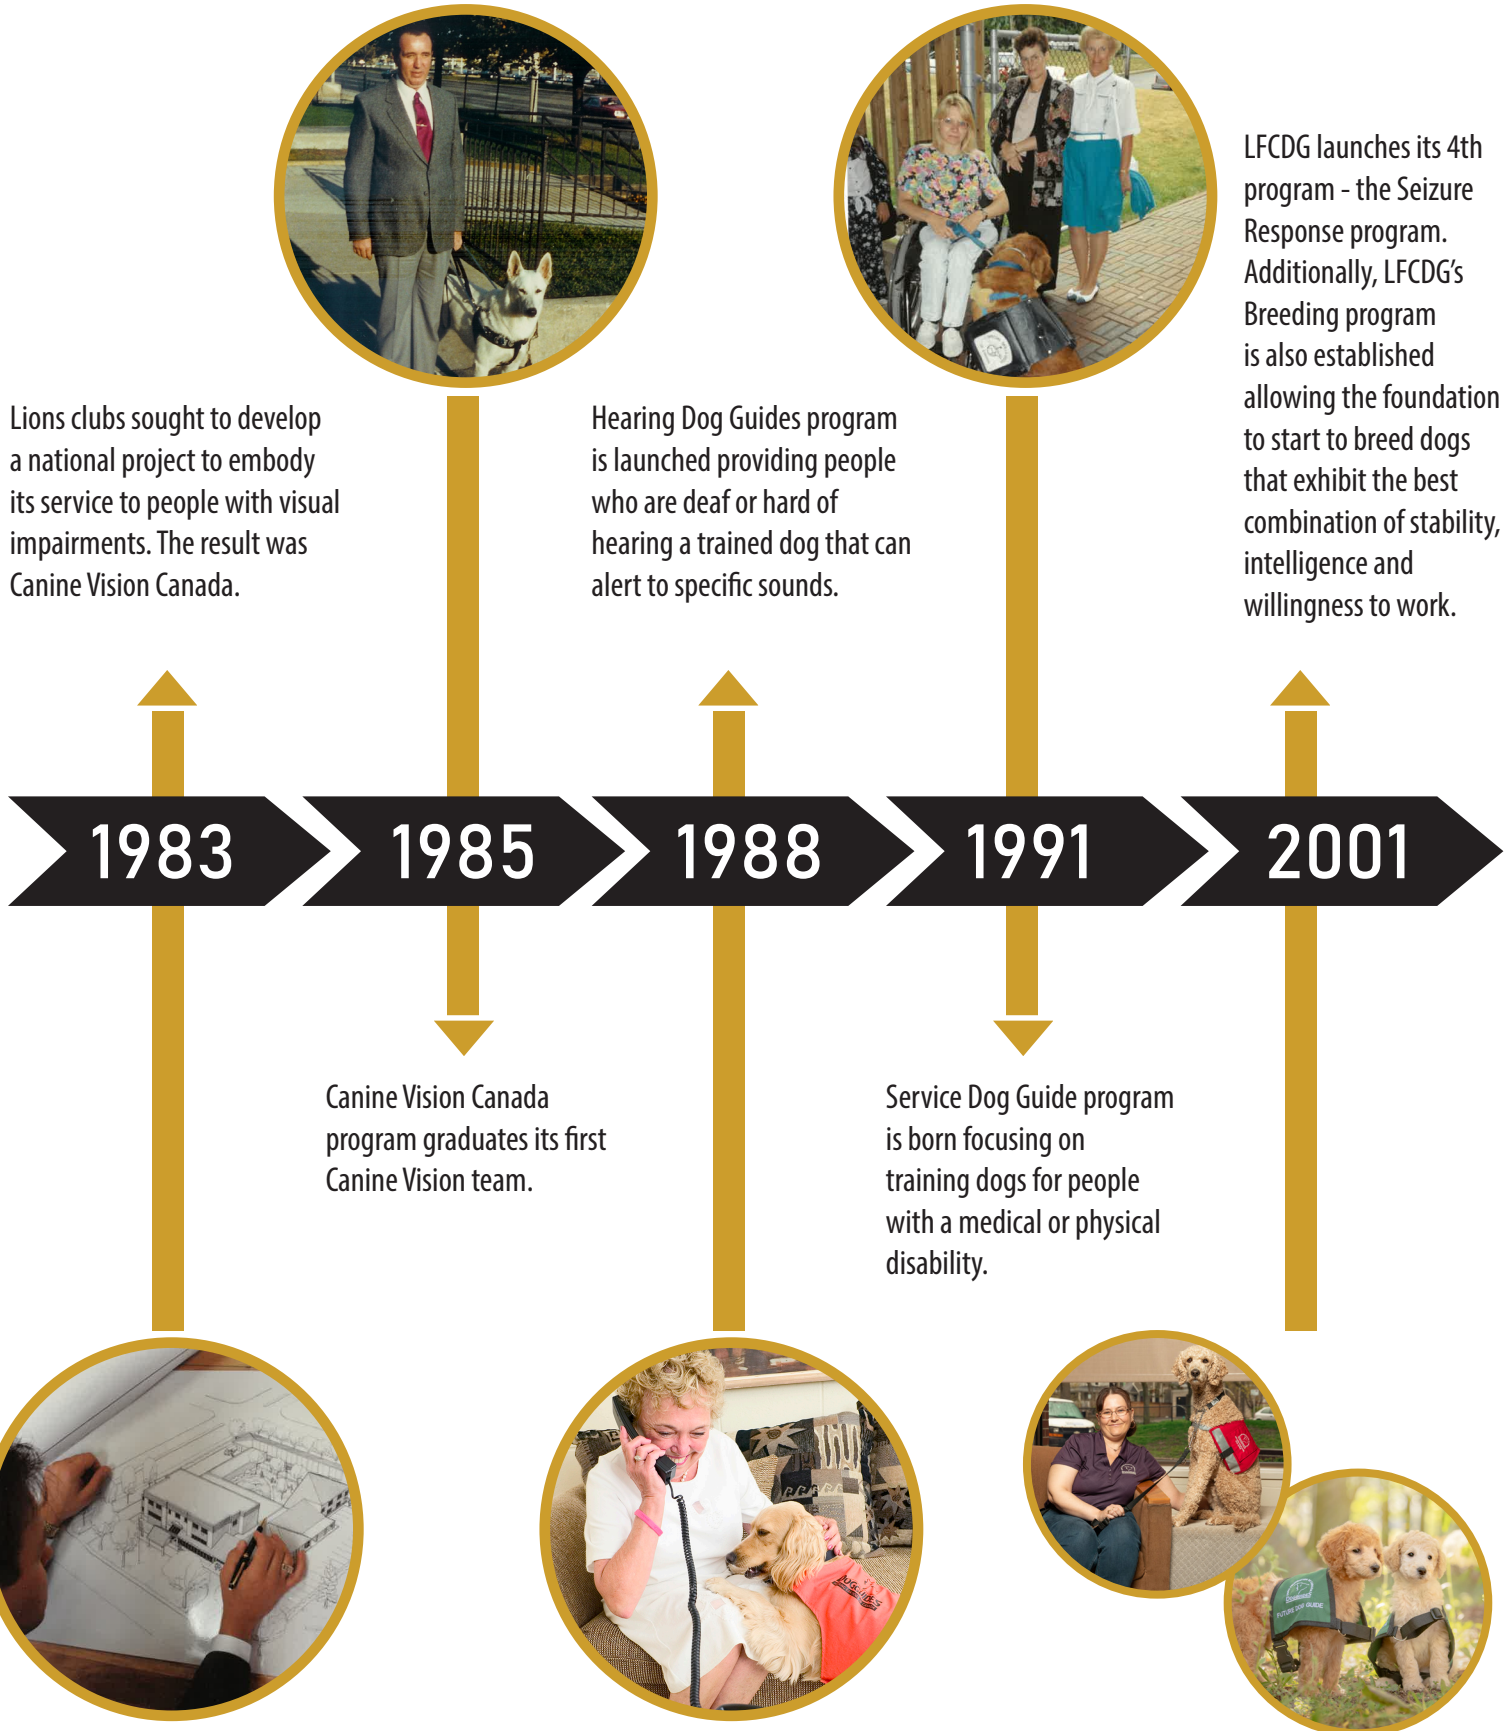 LFCDG launches its 4th
program - the Seizure
Response program.
Additionally, LFCDG’s
Breeding program
is also established
allowing the foundation
to start to breed dogs
that exhibit the best
combination of stability,
intelligence and
willingness to work.
Lions clubs sought to develop
a national project to embody
its service to people with visual
impairments. The result was
Canine Vision Canada.
Hearing Dog Guides program
is launched providing people
who are deaf or hard of
hearing a trained dog that can
alert to specific sounds.
1983
1985
1988
1991
2001
Canine Vision Canada
program graduates its first
Canine Vision team.
Service Dog Guide program
is born focusing on
training dogs for people
with a medical or physical
disability.
DOG GUIDES
FUTURE DOG GUIDE